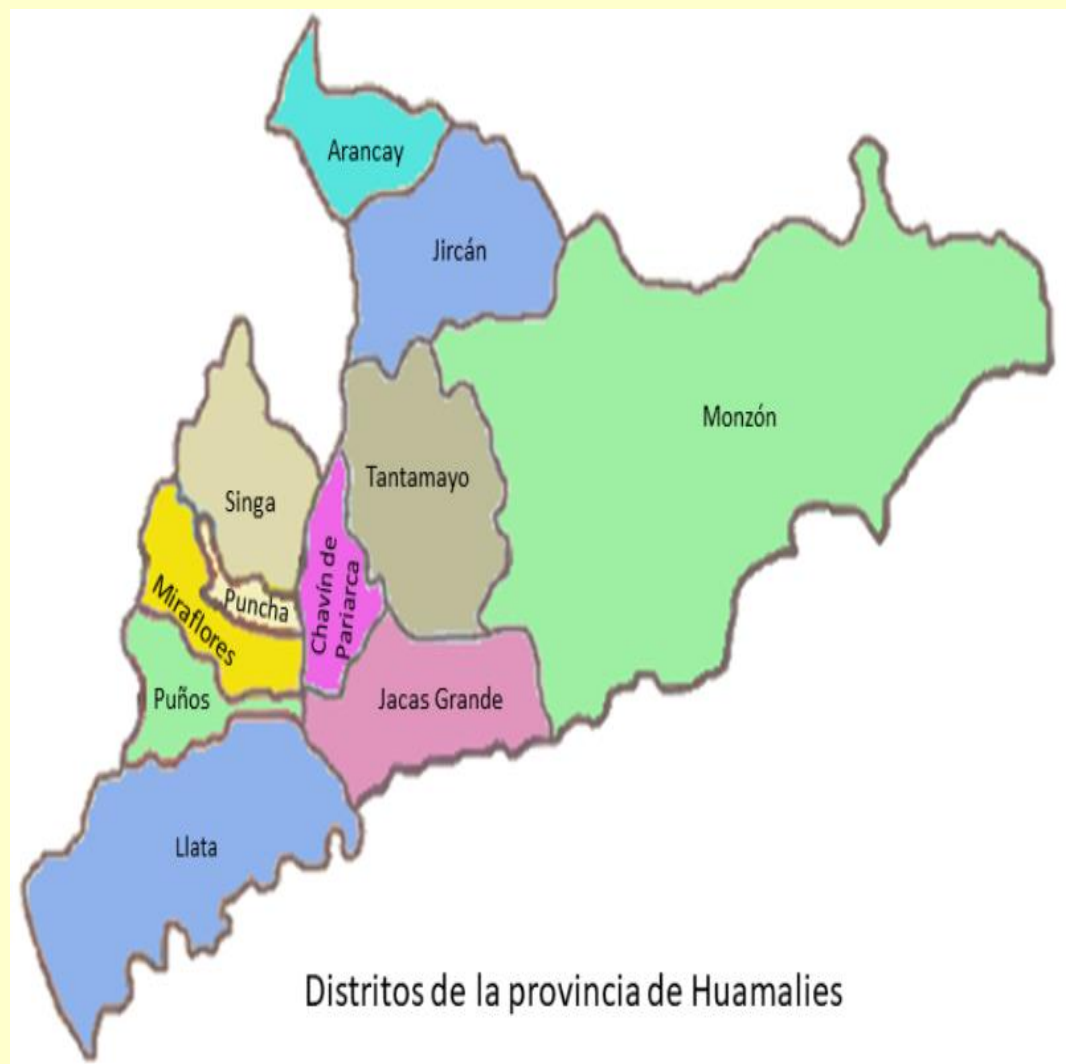 Arancay
Jircán
Monzón
Tantamayo
Singa
Chavín de
Pariarca
Puncha
Miraflores
Puños
Jacas Grande
Llata
Distritos de la provincia de Huamalies